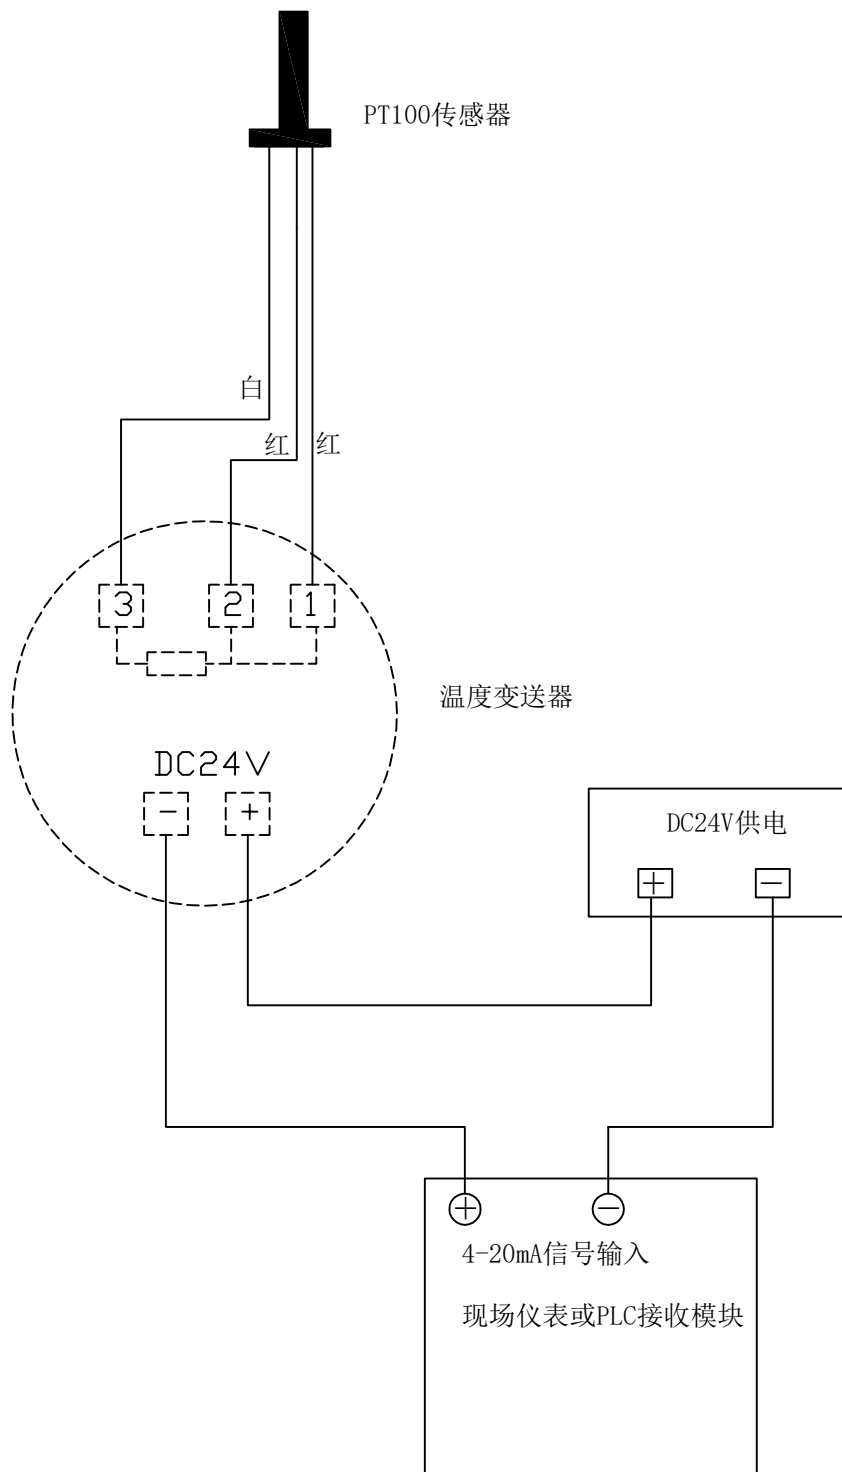 PT100传感器
白
红 红
3 2 1
温度变送器
DC24V
- +
DC24V供电
+ -
+ -
4-20mA信号输入
现场仪表或PLC接收模块